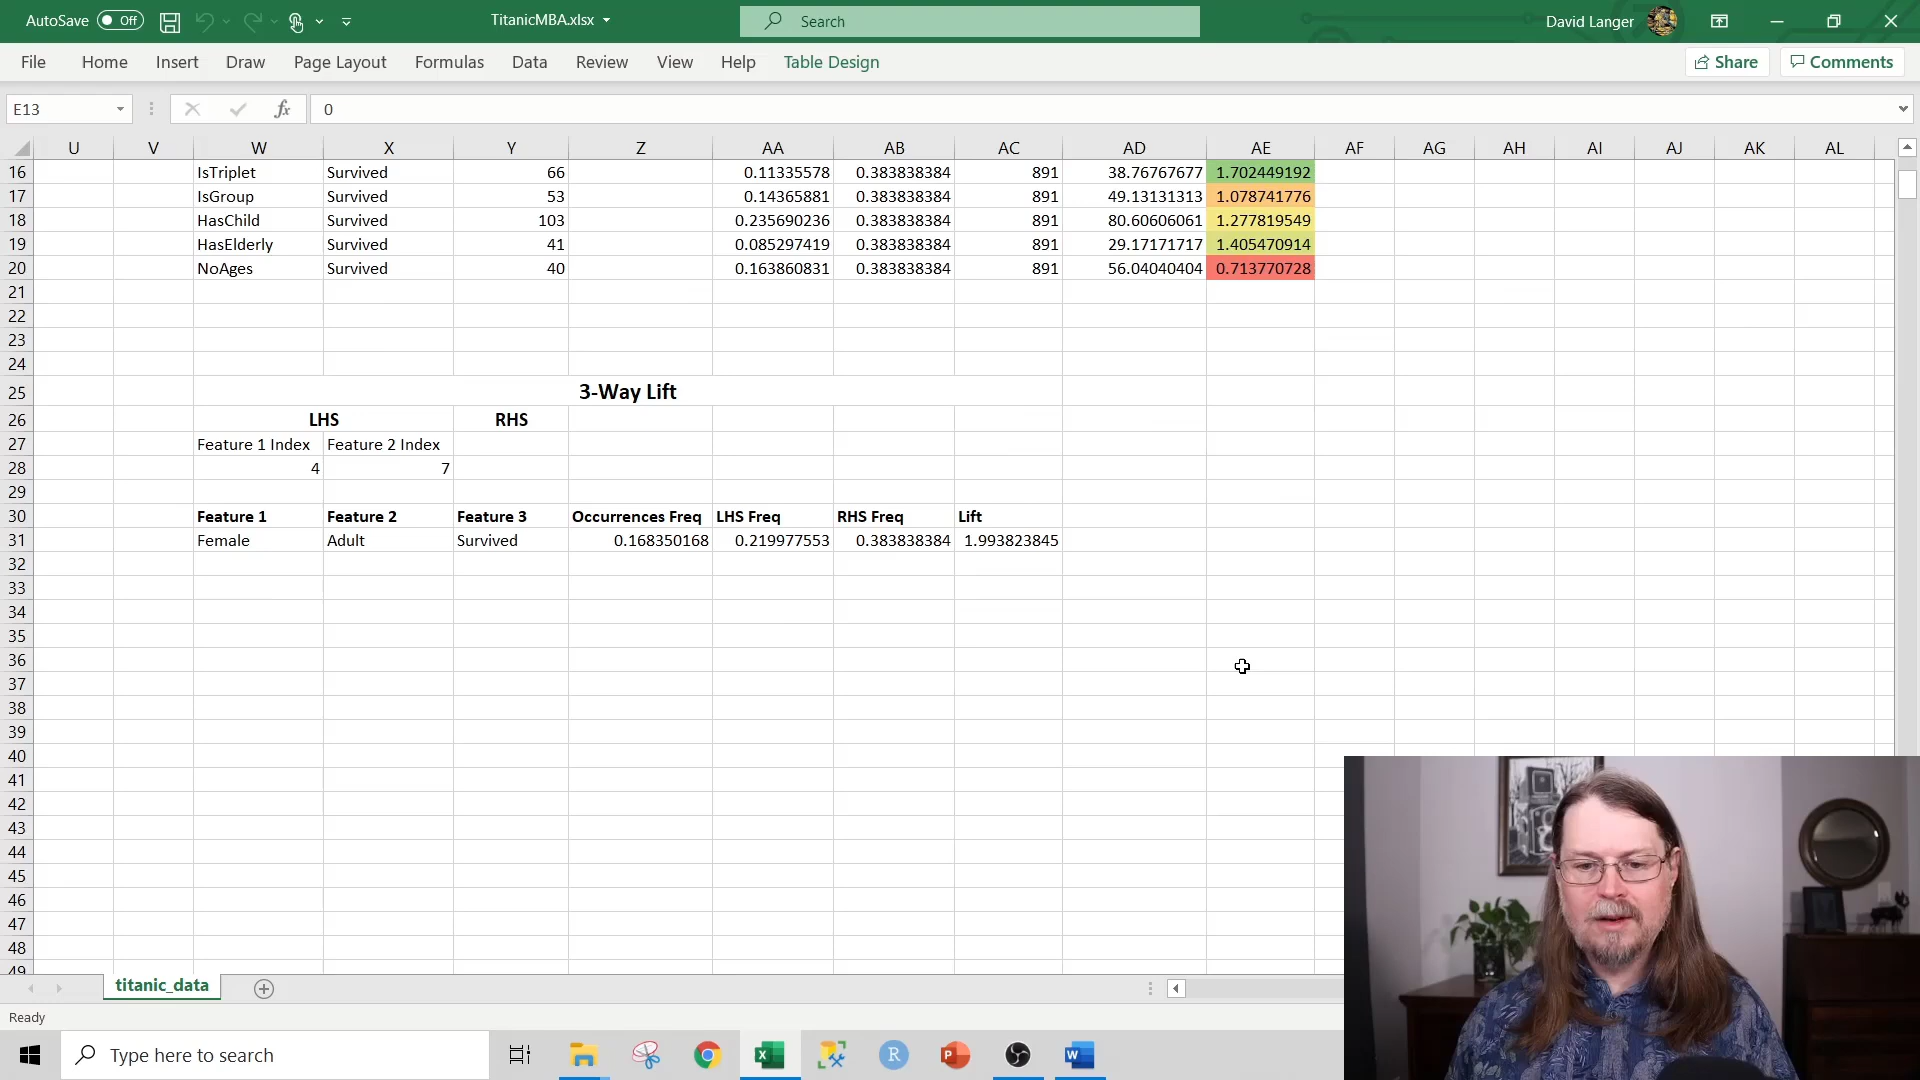 AutoSave Off TitanicMBA.xlsx Search David Langer
File Home Insert Draw Page Layout Formulas Data Review View Help Table Design Share Comments
E13 fx 0
U V W X Y Z AA AB AC AD AE AF AG AH AI AJ AK AL
16 IsTriplet Survived 66 0.11335578 0.383838384 891 38.76767677 1.702449192
17 IsGroup Survived 53 0.14365881 0.383838384 891 49.13131313 1.078741776
18 HasChild Survived 103 0.235690236 0.383838384 891 80.60606061 1.277819549
19 HasElderly Survived 41 0.085297419 0.383838384 891 29.17171717 1.405470914
20 NoAges Survived 40 0.163860831 0.383838384 891 56.04040404 0.713770728
21
22
23
24
25 3-Way Lift
26 LHS RHS
27 Feature 1 Index Feature 2 Index
28 4 7
29
30 Feature 1 Feature 2 Feature 3 Occurrences Freq LHS Freq RHS Freq Lift
31 Female Adult Survived 0.168350168 0.219977553 0.383838384 1.993823845
32
33
34
35
36
37
38
39
40
41
42
43
44
45
46
47
48
49
titanic_data
Ready
Type here to search